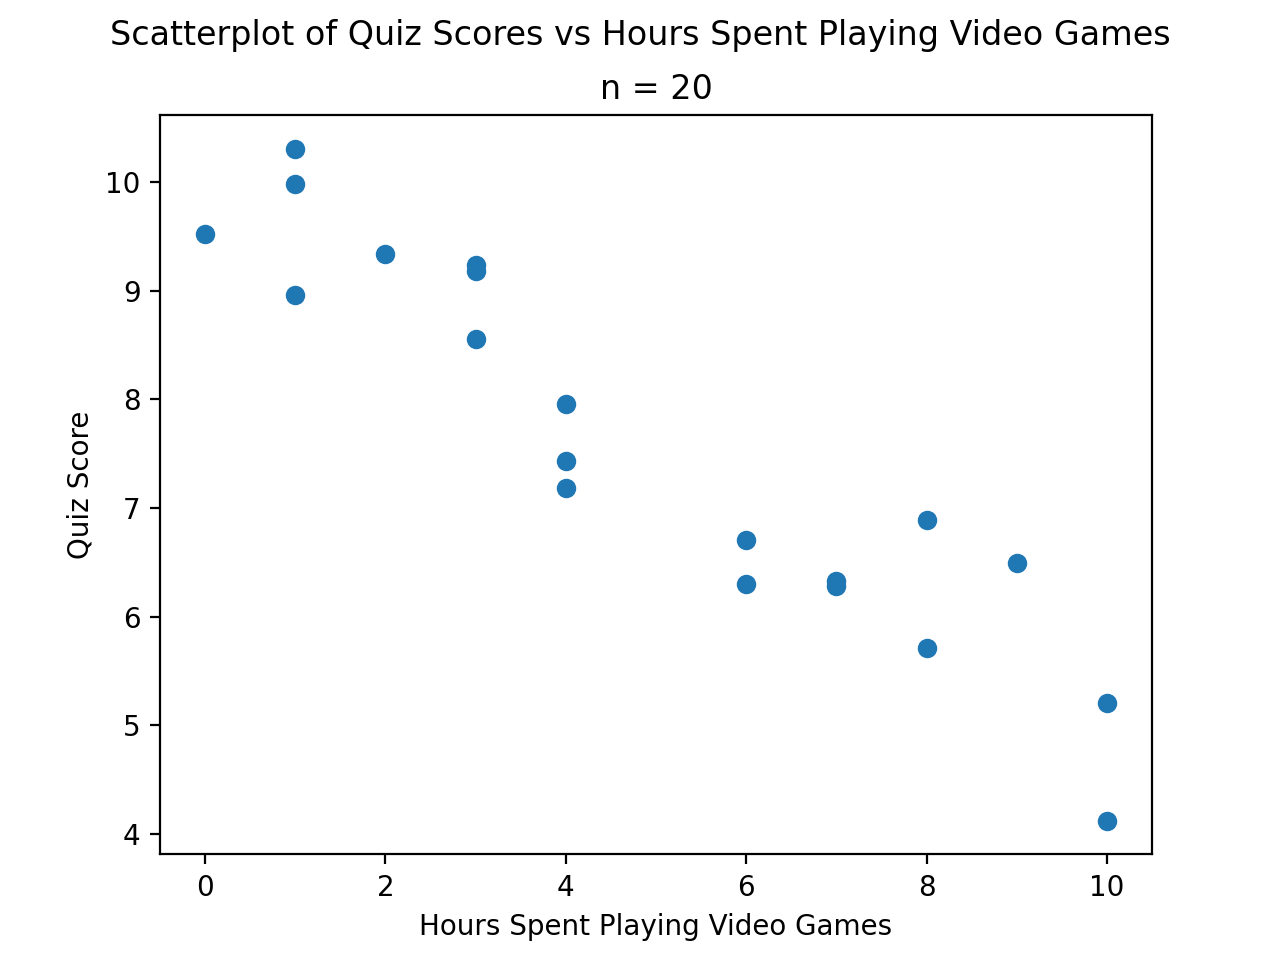 Scatterplot of Quiz Scores vs Hours Spent Playing Video Games
n = 20
10
9
8
7
6
5
4
Quiz Score
0 2 4 6 8 10
Hours Spent Playing Video Games